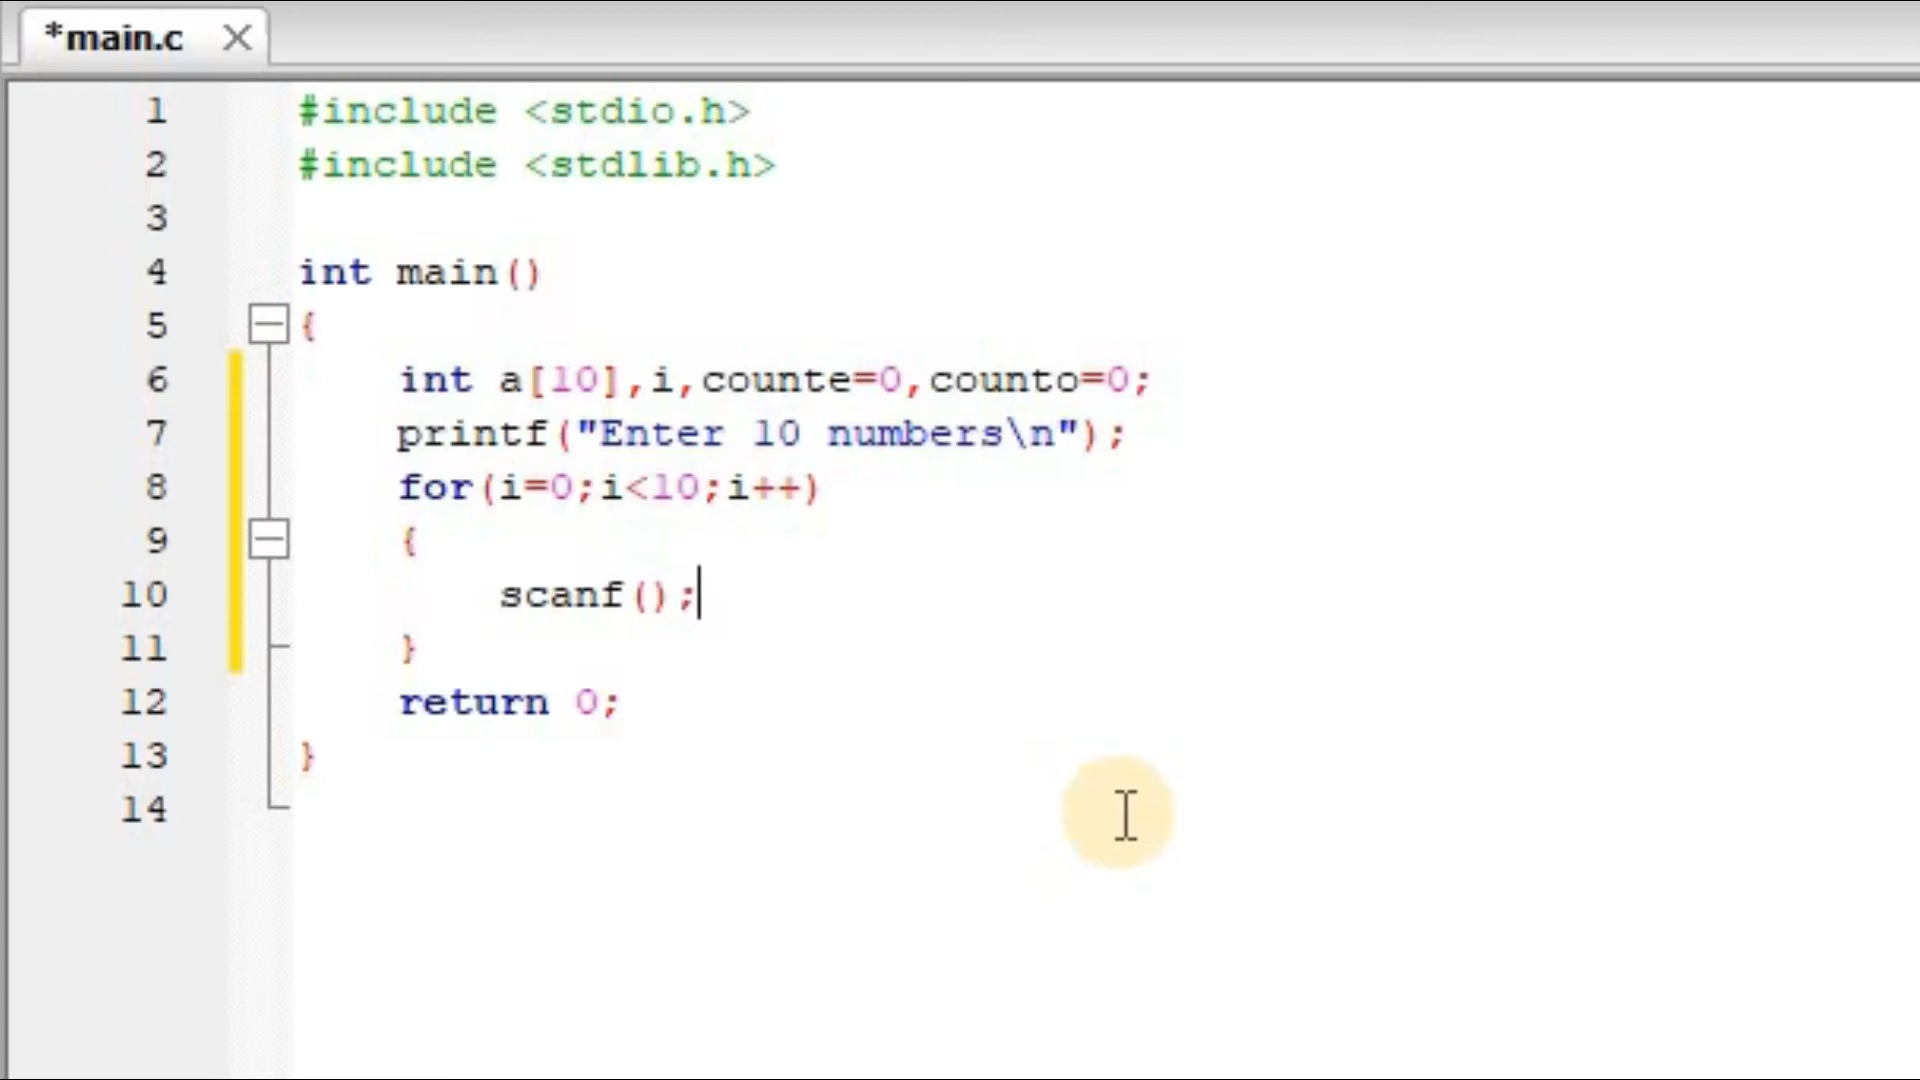 *main.c
1 #include <stdio.h>
2 #include <stdlib.h>
3
4 int main()
5 {
6 int a[10],i,counte=0,counto=0;
7 printf("Enter 10 numbers\n");
8 for(i=0;i<10;i++)
9 {
10 scanf();
11 }
12 return 0;
13 }
14